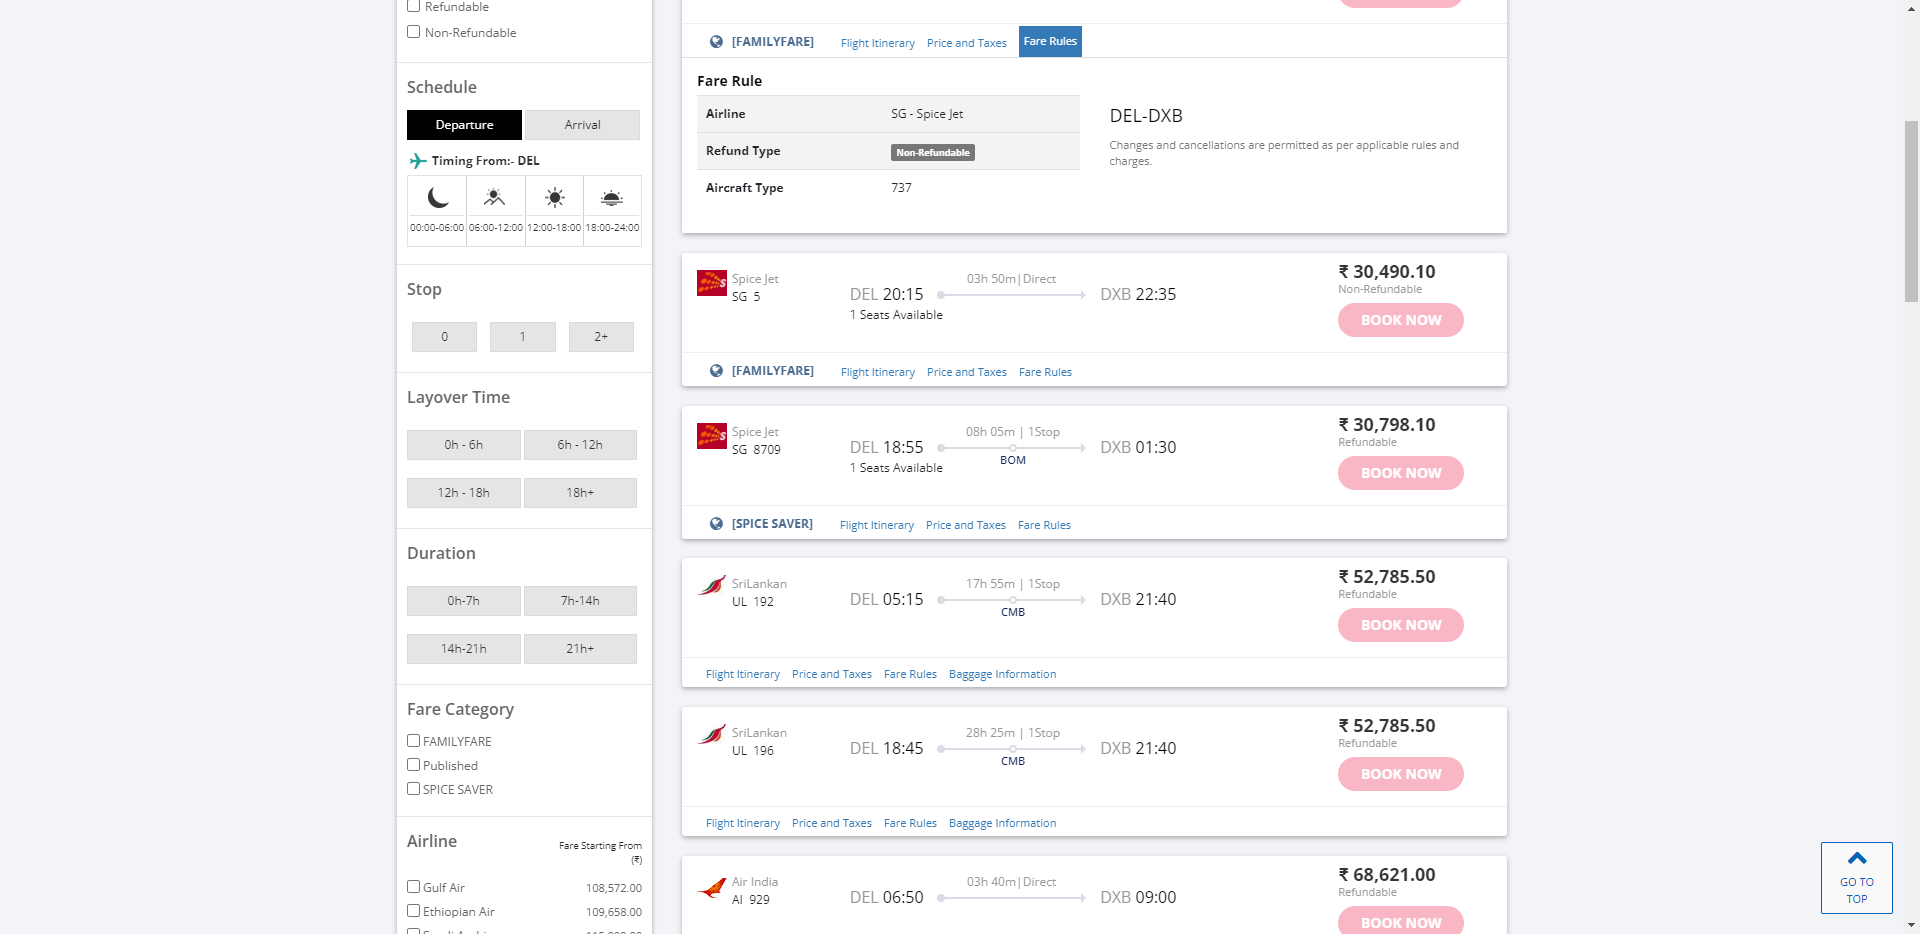 Refundable
Non-Refundable
Schedule
Departure
Arrival
Timing From:- DEL
00:00-06:00
06:00-12:00
12:00-18:00
18:00-24:00
Stop
0
1
2+
Layover Time
0h - 6h
6h - 12h
12h - 18h
18h+
Duration
0h-7h
7h-14h
14h-21h
21h+
Fare Category
FAMILYFARE
Published
SPICE SAVER
Airline
Fare Starting From
(₹)
Gulf Air 108,572.00
Ethiopian Air 109,658.00
[FAMILYFARE] Flight Itinerary Price and Taxes Fare Rules
Fare Rule
Airline SG - Spice Jet
Refund Type Non-Refundable
Aircraft Type 737
DEL-DXB
Changes and cancellations are permitted as per applicable rules and
charges.
Spice Jet
SG 5
DEL 20:15
1 Seats Available
03h 50m|Direct
DXB 22:35
₹ 30,490.10
Non-Refundable
BOOK NOW
[FAMILYFARE] Flight Itinerary Price and Taxes Fare Rules
Spice Jet
SG 8709
DEL 18:55
1 Seats Available
08h 05m | 1Stop
BOM
DXB 01:30
₹ 30,798.10
Refundable
BOOK NOW
[SPICE SAVER] Flight Itinerary Price and Taxes Fare Rules
SriLankan
UL 192
DEL 05:15
17h 55m | 1Stop
CMB
DXB 21:40
₹ 52,785.50
Refundable
BOOK NOW
Flight Itinerary Price and Taxes Fare Rules Baggage Information
SriLankan
UL 196
DEL 18:45
28h 25m | 1Stop
CMB
DXB 21:40
₹ 52,785.50
Refundable
BOOK NOW
Flight Itinerary Price and Taxes Fare Rules Baggage Information
Air India
AI 929
DEL 06:50
03h 40m|Direct
DXB 09:00
₹ 68,621.00
Refundable
BOOK NOW
GO TO
TOP